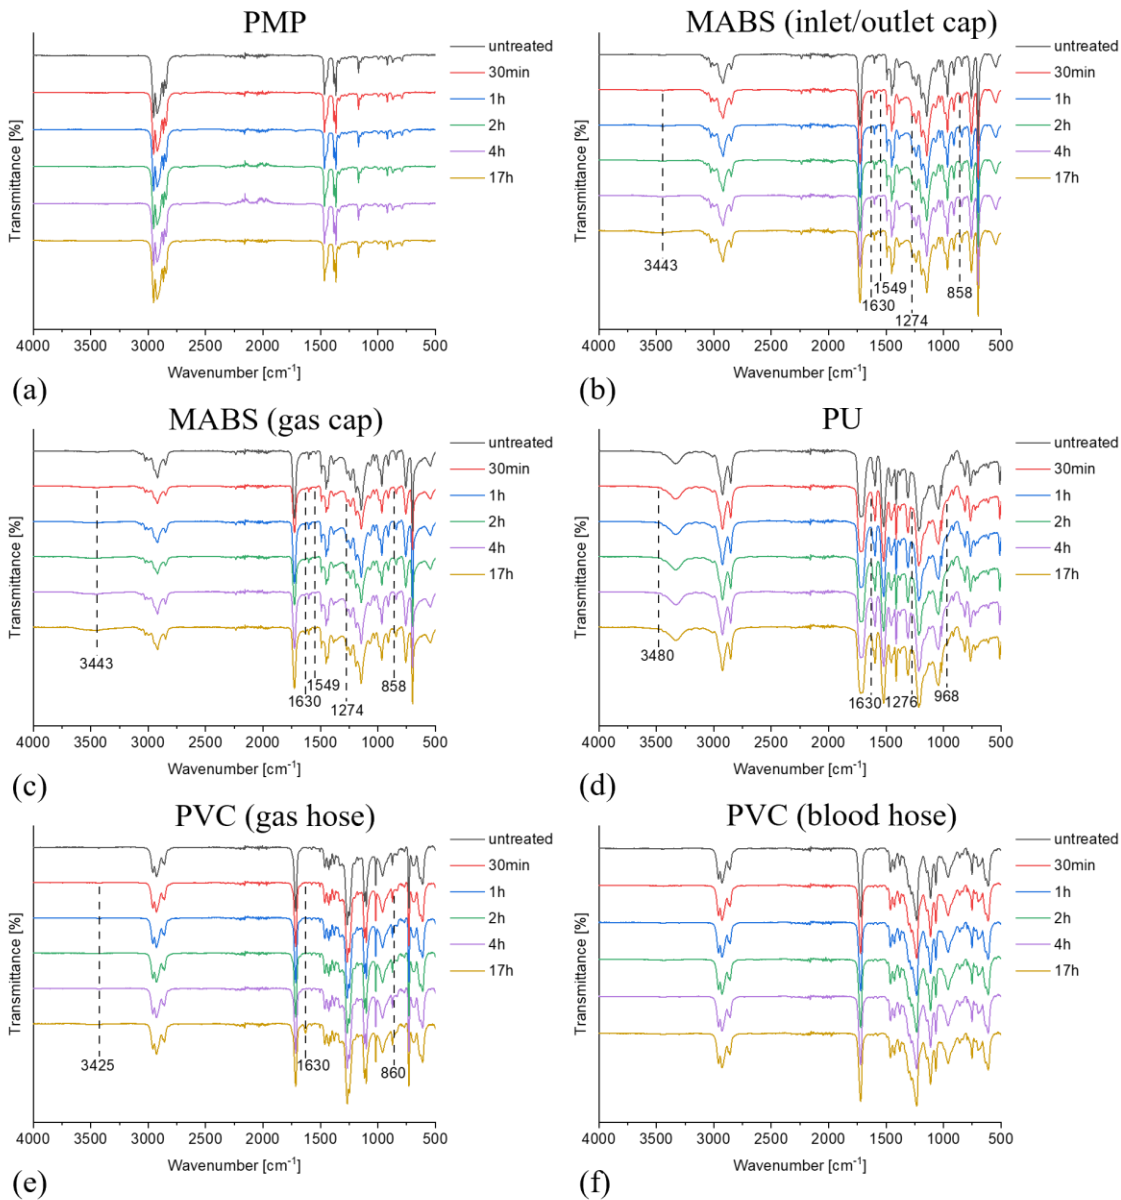 PMP
untreated
30min
1h
2h
4h
17h
Transmittance [%]
4000 3500 3000 2500 2000 1500 1000 500
Wavenumber [cm⁻¹]
(a)
MABS (inlet/outlet cap)
untreated
30min
1h
2h
4h
17h
Transmittance [%]
3443
1630
1549
1274
858
4000 3500 3000 2500 2000 1500 1000 500
Wavenumber [cm⁻¹]
(b)
MABS (gas cap)
untreated
30min
1h
2h
4h
17h
Transmittance [%]
3443
1630
1549
1274
858
4000 3500 3000 2500 2000 1500 1000 500
Wavenumber [cm⁻¹]
(c)
PU
untreated
30min
1h
2h
4h
17h
Transmittance [%]
3480
1630
1276
968
4000 3500 3000 2500 2000 1500 1000 500
Wavenumber [cm⁻¹]
(d)
PVC (gas hose)
untreated
30min
1h
2h
4h
17h
Transmittance [%]
3425
1630
860
4000 3500 3000 2500 2000 1500 1000 500
Wavenumber [cm⁻¹]
(e)
PVC (blood hose)
untreated
30min
1h
2h
4h
17h
Transmittance [%]
4000 3500 3000 2500 2000 1500 1000 500
Wavenumber [cm⁻¹]
(f)